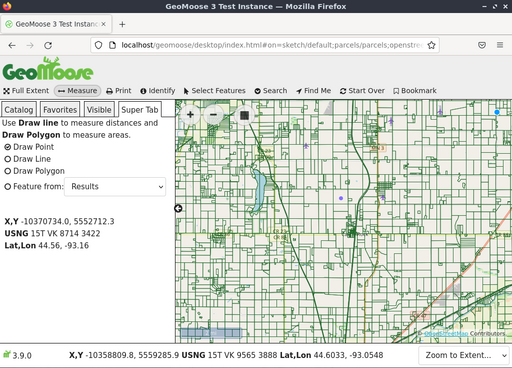 GeoMoose 3 Test Instance — Mozilla Firefox
GeoMoose 3 Test Instance
localhost/geomoose/desktop/index.html#on=sketch/default;parcels/parcels;openstre
GeoMoose
Full Extent Measure Print Identify Select Features Search Find Me Start Over Bookmark
Catalog Favorites Visible Super Tab
Use Draw line to measure distances and
Draw Polygon to measure areas.
Draw Point
Draw Line
Draw Polygon
Feature from: Results
X,Y -10370734.0, 5552712.3
USNG 15T VK 8714 3422
Lat,Lon 44.56, -93.16
© OpenStreetMap Contributors
3.9.0 X,Y -10358809.8, 5559285.9 USNG 15T VK 9565 3888 Lat,Lon 44.6033, -93.0548 Zoom to Extent...